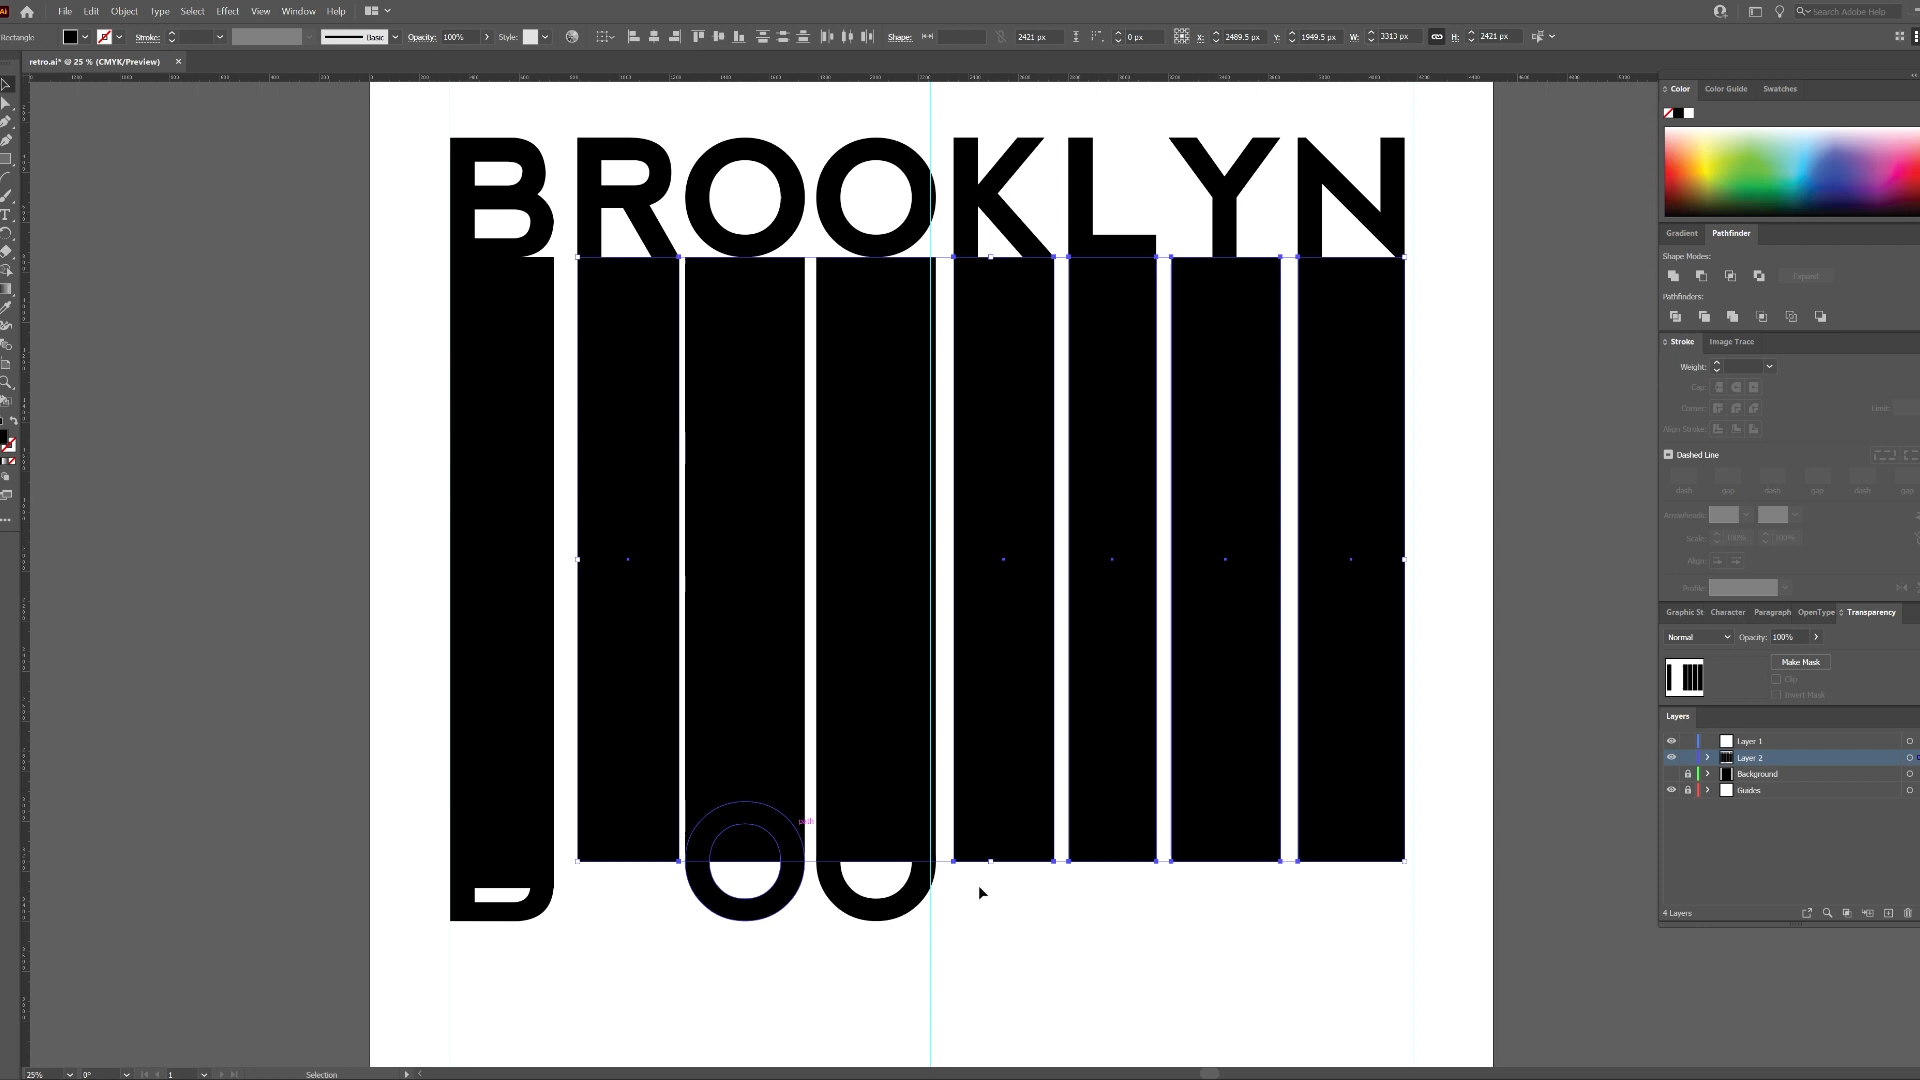 File Edit Object Type Select Effect View Window Help
Search Adobe Help
Rectangle Stroke: Basic Opacity: 100% Style: Shape: 2421 px 0 px X: 2489.5 px Y: 1949.5 px W: 3313 px H: 2421 px
retro.ai* @ 25 % (CMYK/Preview)
BROOKLYN
path
Color Color Guide Swatches
Gradient Pathfinder
Shape Modes:
Expand
Pathfinders:
Stroke Image Trace
Weight:
Cap:
Corner: Limit:
Align Stroke:
Dashed Line
dash gap dash gap dash gap
Arrowheads:
Scale: 100% 100%
Align:
Profile:
Graphic St Character Paragraph OpenType Transparency
Normal Opacity: 100%
Make Mask
Clip
Invert Mask
Layers
Layer 1
Layer 2
Background
Guides
4 Layers
25% 0° 1 Selection